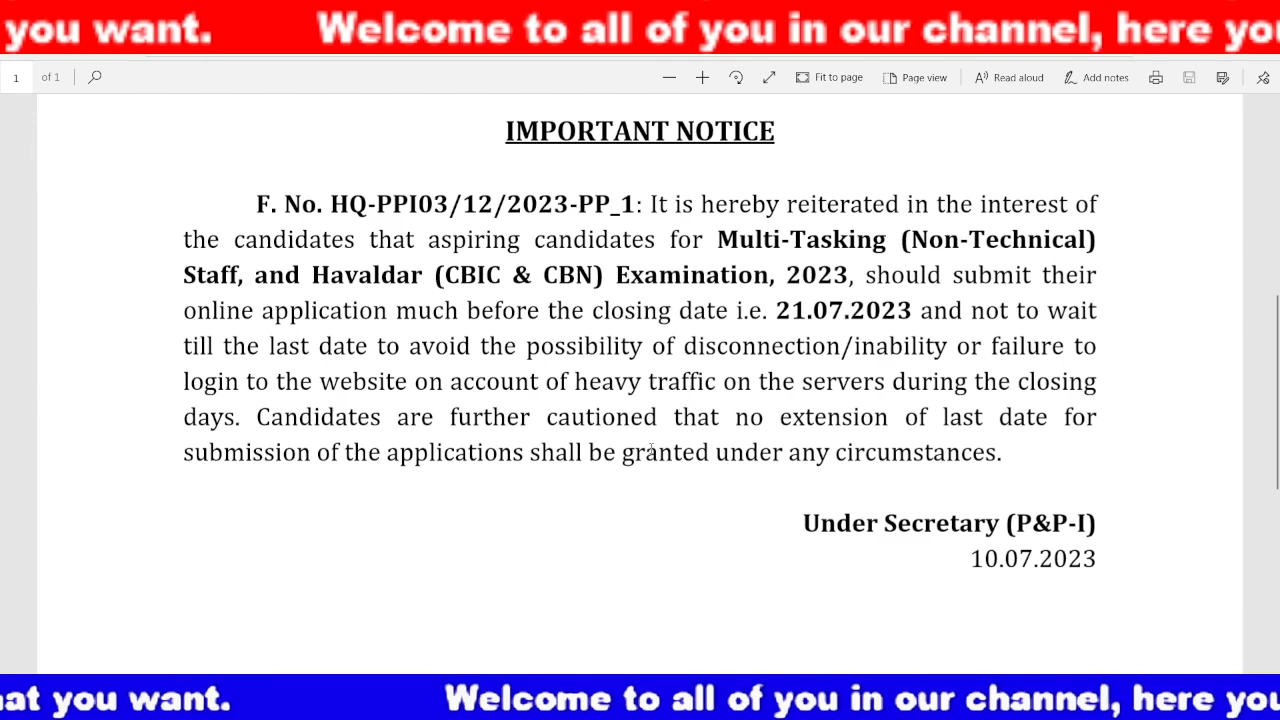 you want. Welcome to all of you in our channel, here you
1 of 1 Fit to page Page view Read aloud Add notes
IMPORTANT NOTICE
F. No. HQ-PPI03/12/2023-PP_1: It is hereby reiterated in the interest of
the candidates that aspiring candidates for Multi-Tasking (Non-Technical)
Staff, and Havaldar (CBIC & CBN) Examination, 2023, should submit their
online application much before the closing date i.e. 21.07.2023 and not to wait
till the last date to avoid the possibility of disconnection/inability or failure to
login to the website on account of heavy traffic on the servers during the closing
days. Candidates are further cautioned that no extension of last date for
submission of the applications shall be granted under any circumstances.
Under Secretary (P&P-I)
10.07.2023
hat you want. Welcome to all of you in our channel, here you